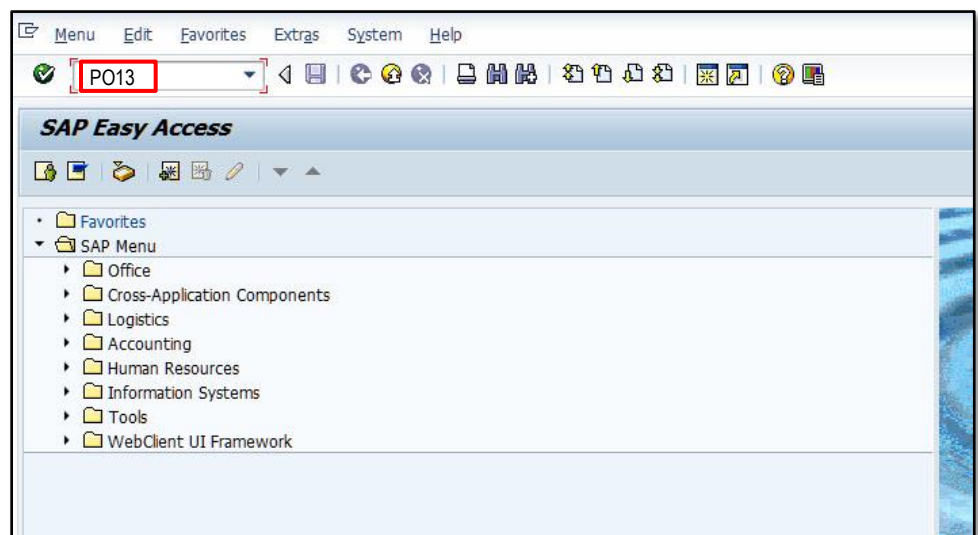 Menu Edit Favorites Extras System Help
PO13
SAP Easy Access
Favorites
SAP Menu
Office
Cross-Application Components
Logistics
Accounting
Human Resources
Information Systems
Tools
WebClient UI Framework